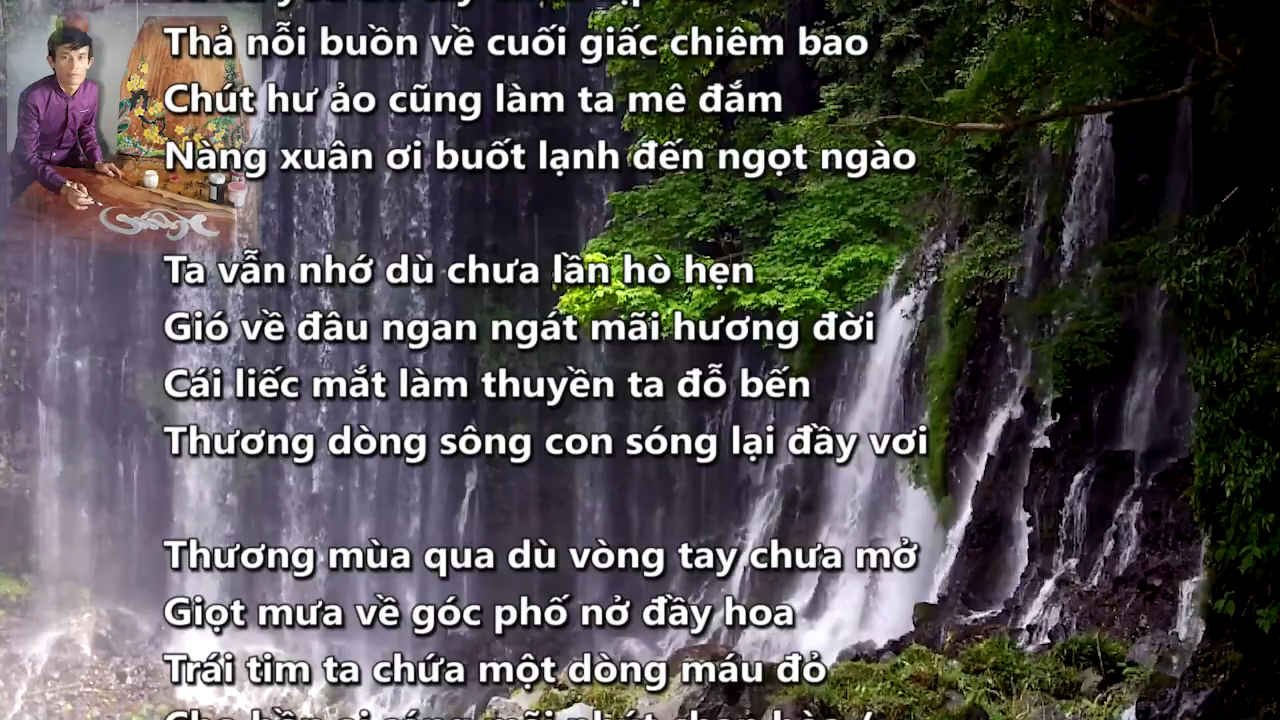 Thả nỗi buồn về cuối giấc chiêm bao
Chút hư ảo cũng làm ta mê đắm
Nàng xuân ơi buốt lạnh đến ngọt ngào
Ta vẫn nhớ dù chưa lần hò hẹn
Gió về đâu ngan ngát mãi hương đời
Cái liếc mắt làm thuyền ta đỗ bến
Thương dòng sông con sóng lại đầy vơi
Thương mùa qua dù vòng tay chưa mở
Giọt mưa về góc phố nở đầy hoa
Trái tim ta chứa một dòng máu đỏ